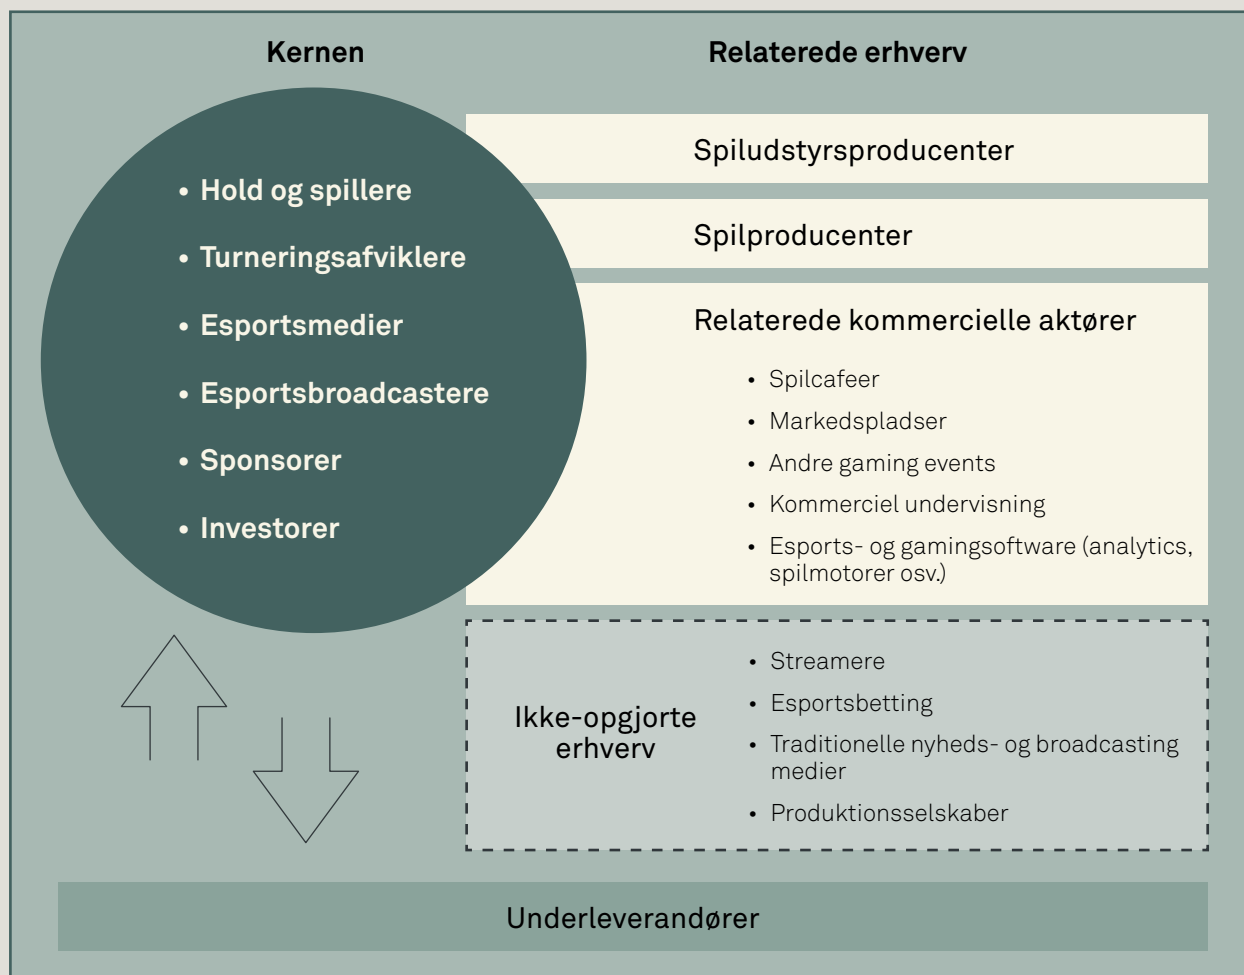 Kernen
• Hold og spillere
• Turneringsafviklere
• Esportsmedier
• Esportsbroadcastere
• Sponsorer
• Investorer
Relaterede erhverv
Spiludstyrsproducenter
Spilproducenter
Relaterede kommercielle aktører
• Spilcafeer
• Markedspladser
• Andre gaming events
• Kommerciel undervisning
• Esports- og gamingsoftware (analytics,
spilmotorer osv.)
Ikke-opgjorte
erhverv
• Streamere
• Esportsbetting
• Traditionelle nyheds- og broadcasting
medier
• Produktionsselskaber
Underleverandører